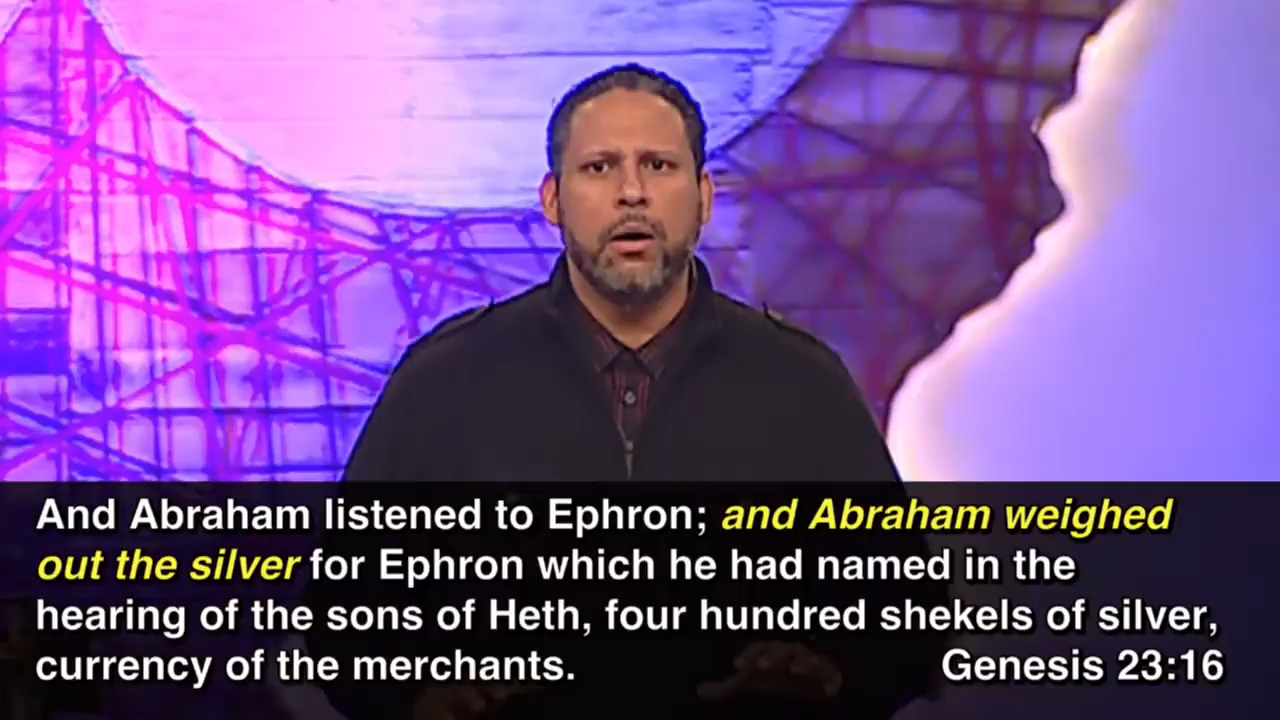 And Abraham listened to Ephron; and Abraham weighed
out the silver for Ephron which he had named in the
hearing of the sons of Heth, four hundred shekels of silver,
currency of the merchants. Genesis 23:16